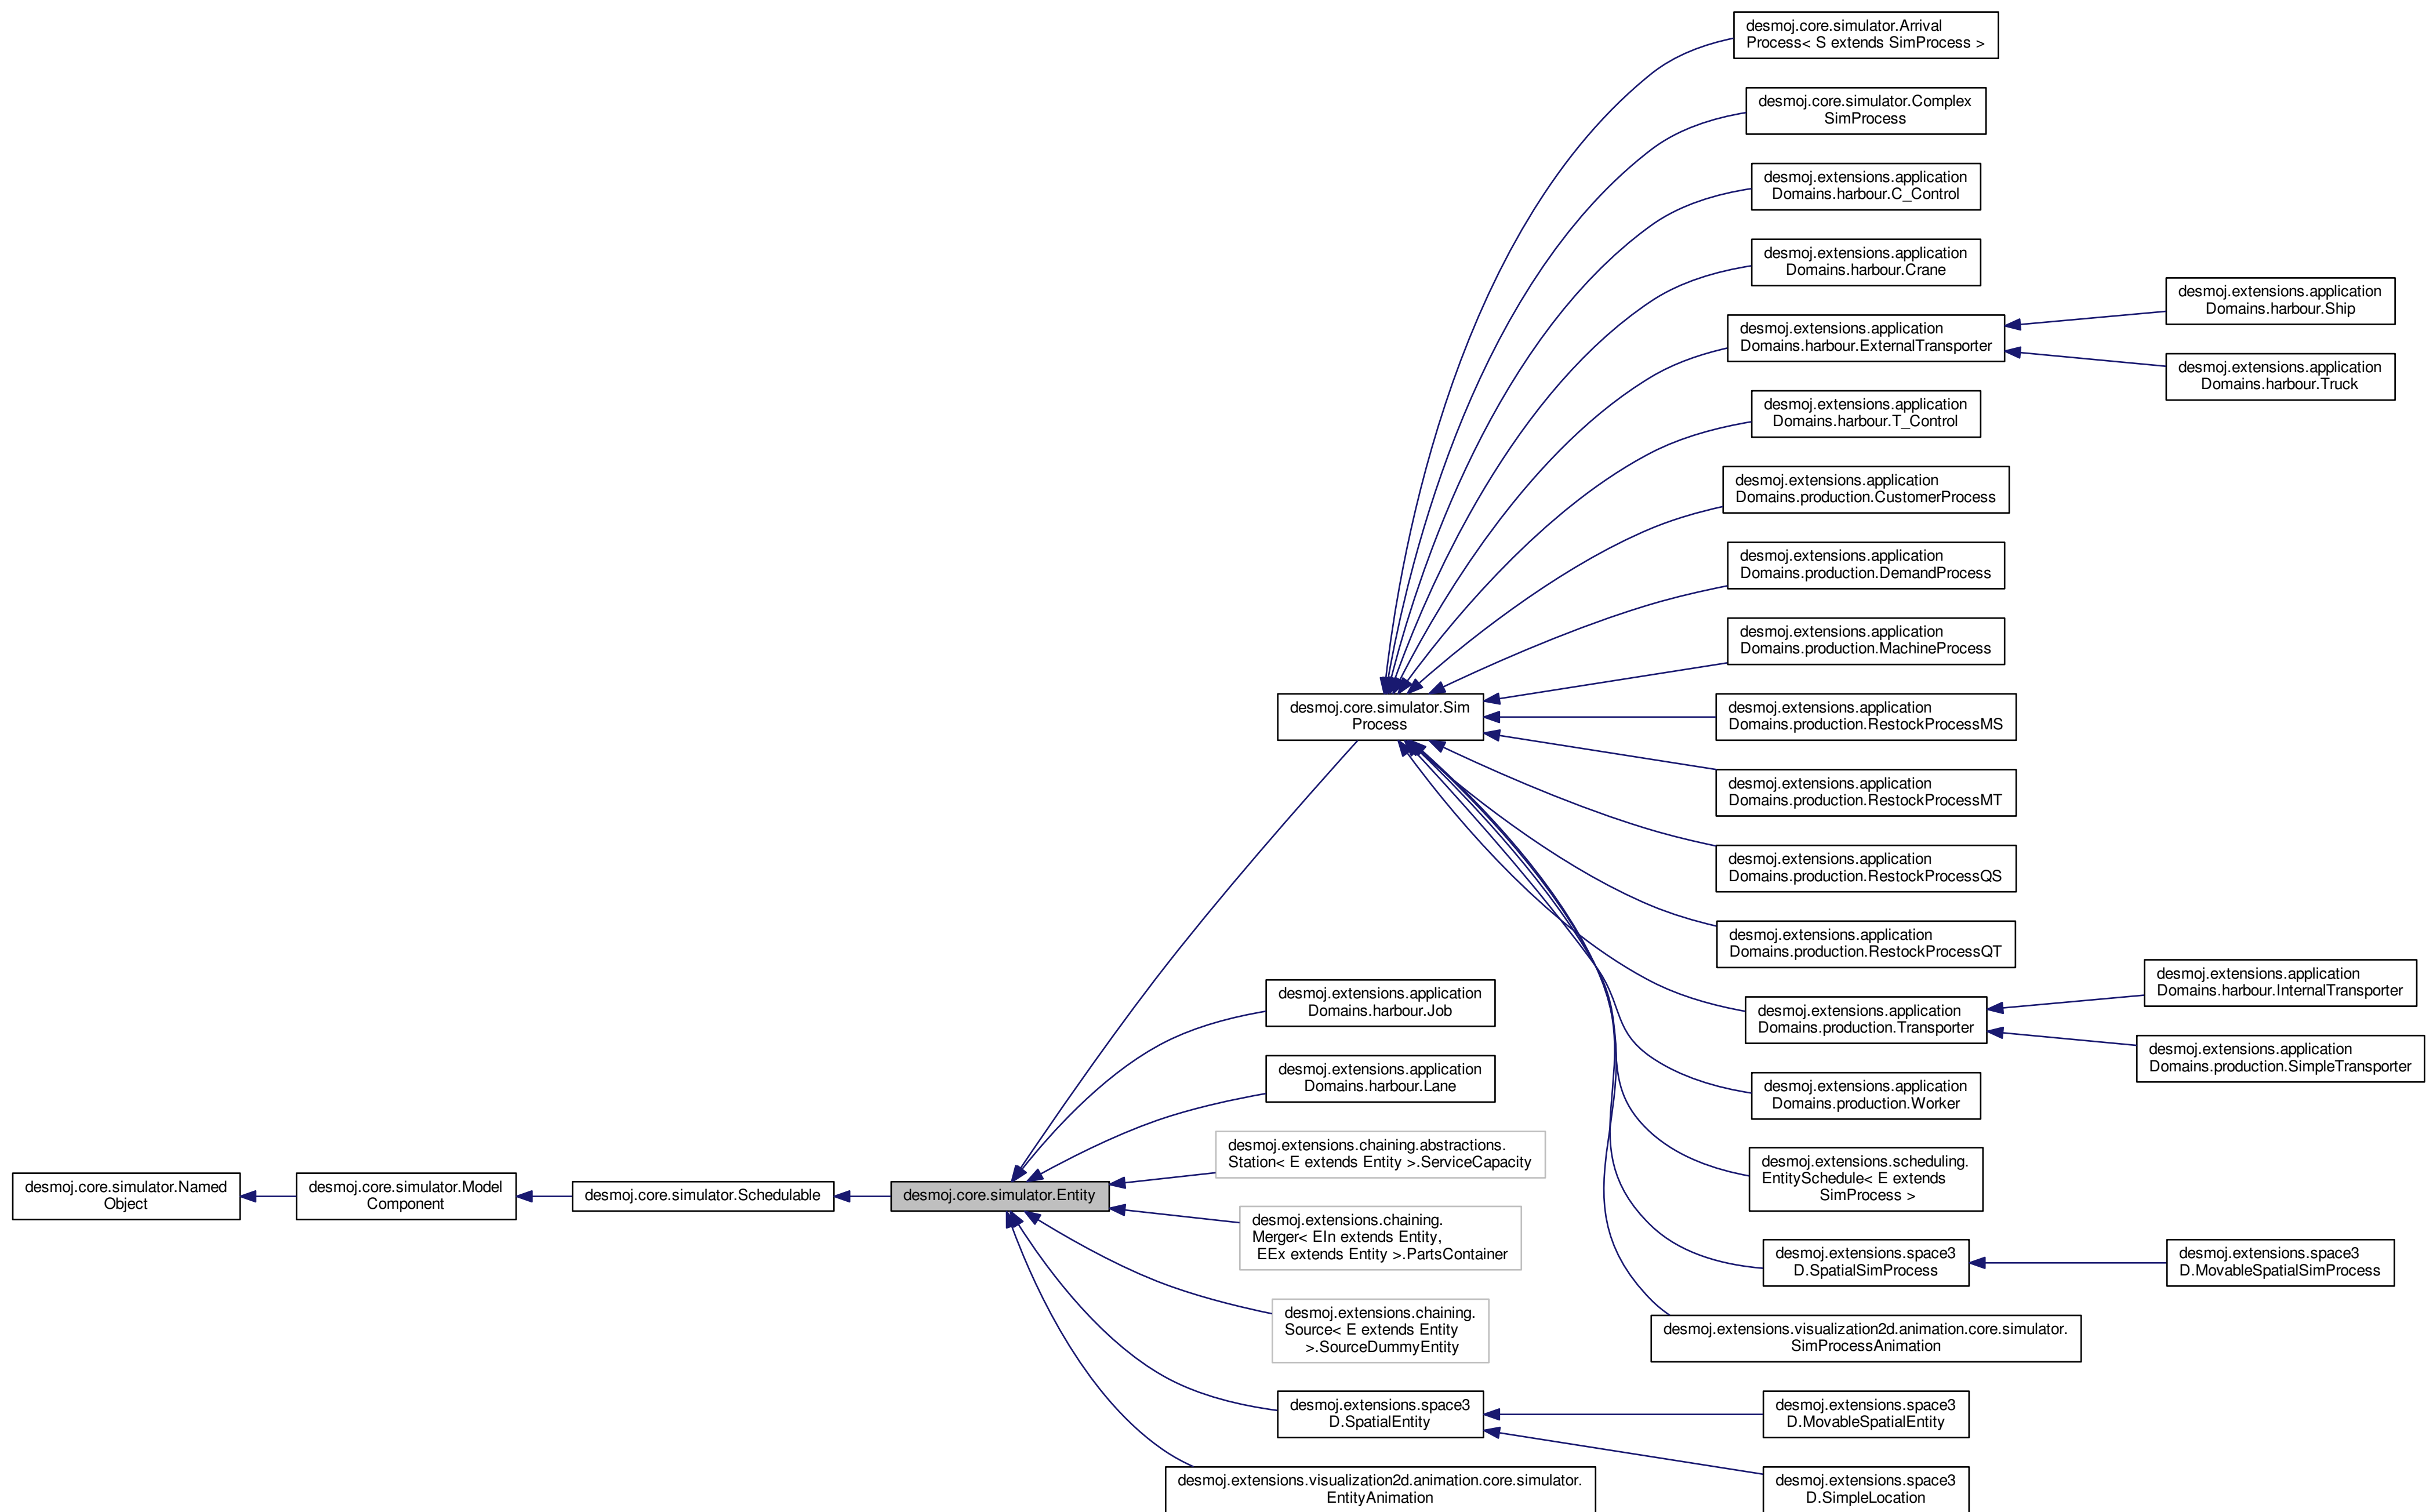 desmoj.core.simulator.Arrival
Process< S extends SimProcess >
desmoj.core.simulator.Complex
SimProcess
desmoj.extensions.application
Domains.harbour.C_Control
desmoj.extensions.application
Domains.harbour.Crane
desmoj.extensions.application
Domains.harbour.Ship
desmoj.extensions.application
Domains.harbour.ExternalTransporter
desmoj.extensions.application
Domains.harbour.Truck
desmoj.extensions.application
Domains.harbour.T_Control
desmoj.extensions.application
Domains.production.CustomerProcess
desmoj.extensions.application
Domains.production.DemandProcess
desmoj.extensions.application
Domains.production.MachineProcess
desmoj.core.simulator.Sim
Process
desmoj.extensions.application
Domains.production.RestockProcessMS
desmoj.extensions.application
Domains.production.RestockProcessMT
desmoj.extensions.application
Domains.production.RestockProcessQS
desmoj.extensions.application
Domains.production.RestockProcessQT
desmoj.extensions.application
Domains.harbour.InternalTransporter
desmoj.extensions.application
Domains.harbour.Job
desmoj.extensions.application
Domains.production.Transporter
desmoj.extensions.application
Domains.production.SimpleTransporter
desmoj.extensions.application
Domains.harbour.Lane
desmoj.extensions.application
Domains.production.Worker
desmoj.extensions.chaining.abstractions.
Station< E extends Entity >.ServiceCapacity
desmoj.extensions.scheduling.
EntitySchedule< E extends
SimProcess >
desmoj.core.simulator.Named
Object
desmoj.core.simulator.Model
Component
desmoj.core.simulator.Schedulable
desmoj.core.simulator.Entity
desmoj.extensions.chaining.
Merger< EIn extends Entity,
EEx extends Entity >.PartsContainer
desmoj.extensions.space3
D.SpatialSimProcess
desmoj.extensions.space3
D.MovableSpatialSimProcess
desmoj.extensions.chaining.
Source< E extends Entity
>.SourceDummyEntity
desmoj.extensions.visualization2d.animation.core.simulator.
SimProcessAnimation
desmoj.extensions.space3
D.SpatialEntity
desmoj.extensions.space3
D.MovableSpatialEntity
desmoj.extensions.visualization2d.animation.core.simulator.
EntityAnimation
desmoj.extensions.space3
D.SimpleLocation